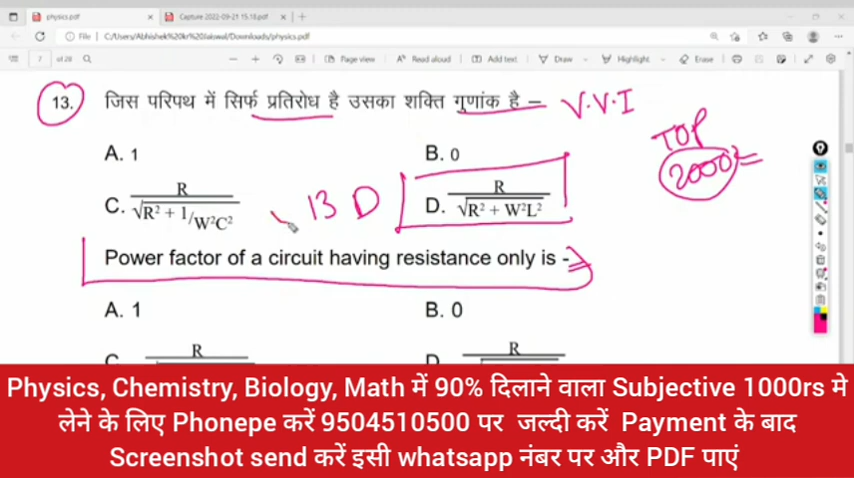 physics.pdf
Capture 2022-09-21 15.18.pdf
File | C:/Users/Abhishek%20kr%20Jaiswal/Downloads/physics.pdf
7 of 28
Page view
Read aloud
Add text
Draw
Highlight
Erase
13. जिस परिपथ में सिर्फ प्रतिरोध है उसका शक्ति गुणांक है – V.V.I
TOP
2000
A. 1 B. 0
C. R/√R² + 1/W²C² 13 D D. R/√R² + W²L²
Power factor of a circuit having resistance only is -
A. 1 B. 0
C. R D. R
Physics, Chemistry, Biology, Math में 90% दिलाने वाला Subjective 1000rs मे
लेने के लिए Phonepe करें 9504510500 पर जल्दी करें Payment के बाद
Screenshot send करें इसी whatsapp नंबर पर और PDF पाएं